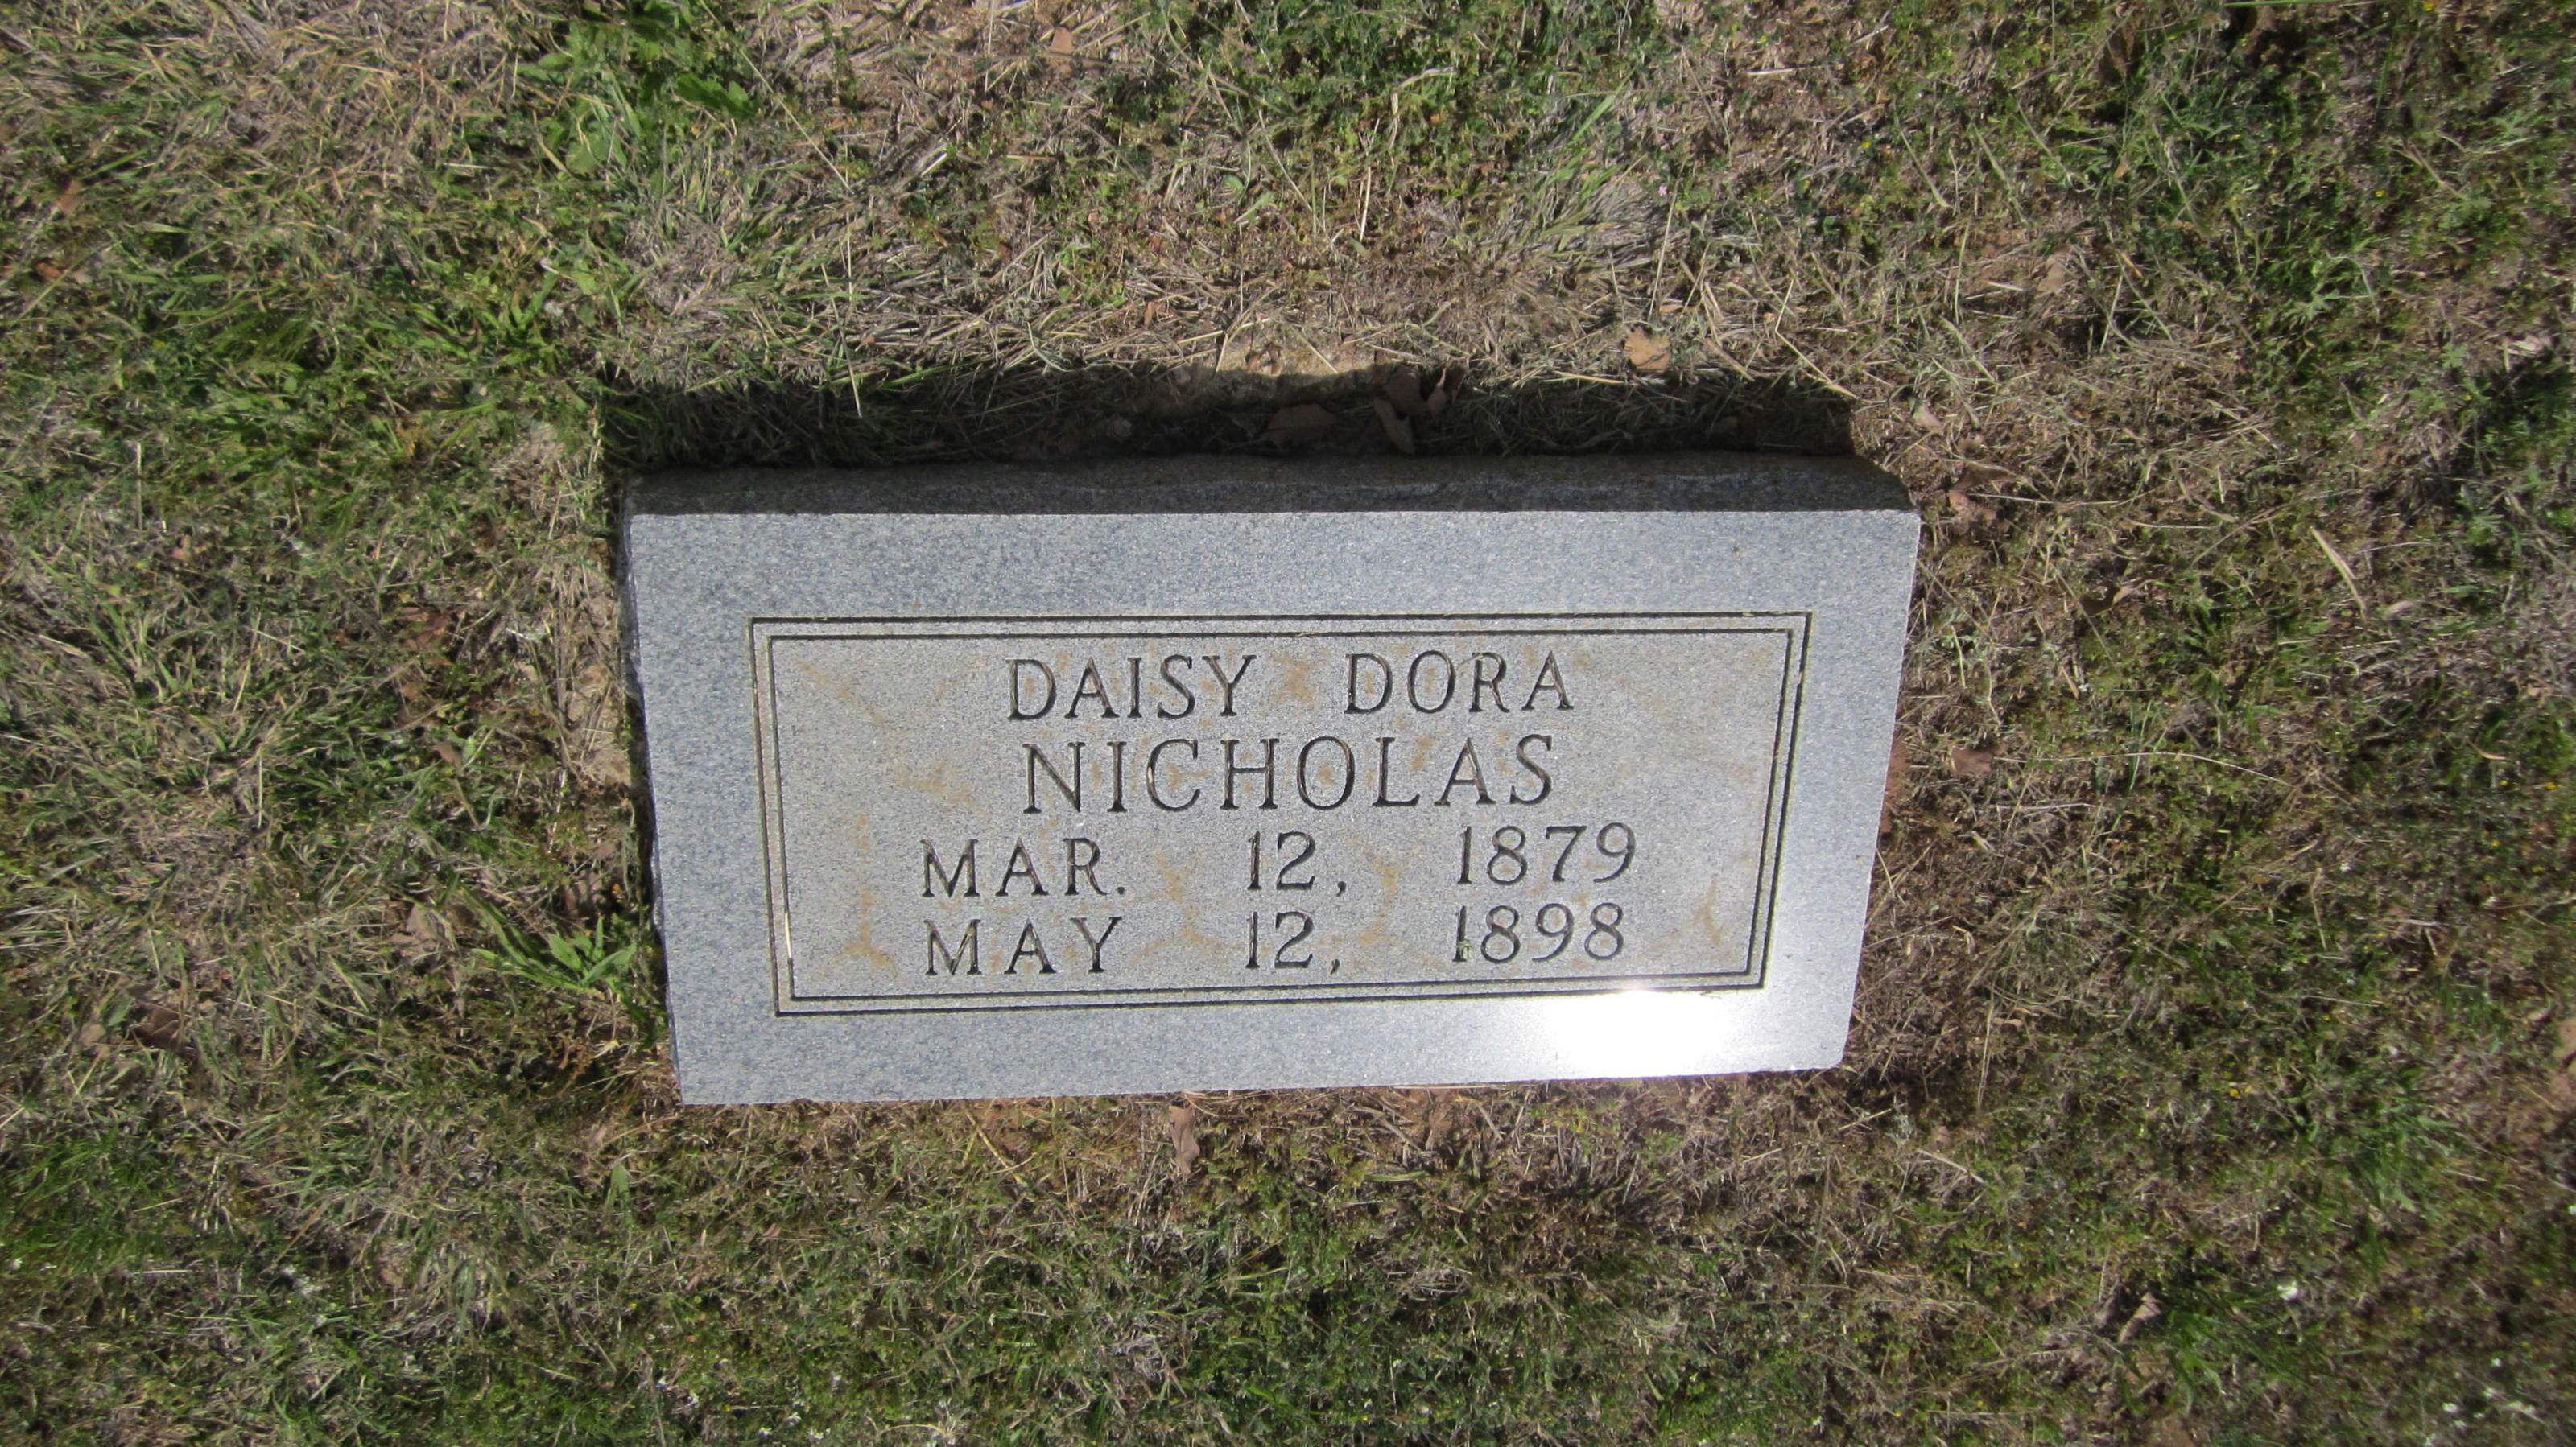 DAISY DORA
NICHOLAS
MAR. 12, 1879
MAY 12, 1898